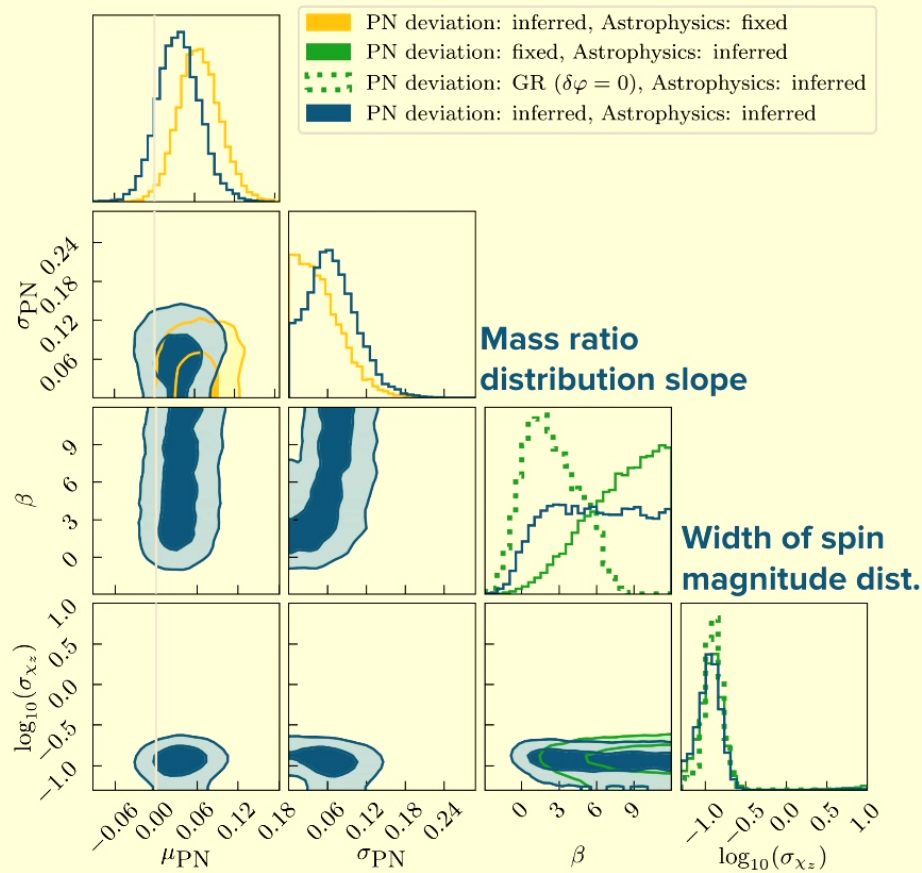 PN deviation: inferred, Astrophysics: fixed
PN deviation: fixed, Astrophysics: inferred
PN deviation: GR (δφ = 0), Astrophysics: inferred
PN deviation: inferred, Astrophysics: inferred
σPN
0.24
0.18
0.12
0.06
Mass ratio
distribution slope
β
9
6
3
0
Width of spin
magnitude dist.
log10(σχz)
1.0
0.5
0.0
−0.5
−1.0
−0.06 0.00 0.06 0.12 0.18
0.06 0.12 0.18 0.24
0 3 6 9
−1.0 −0.5 0.0 0.5 1.0
μPN
σPN
β
log10(σχz)